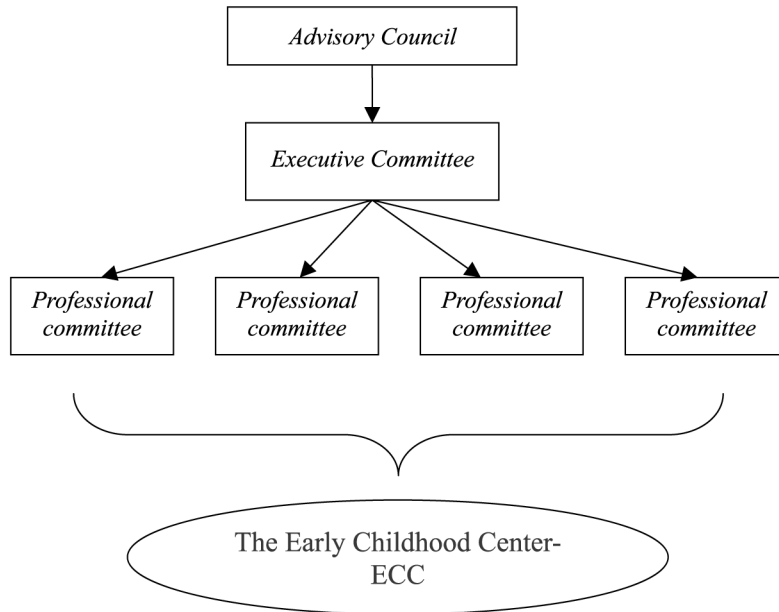 Advisory Council
Executive Committee
Professional
committee
Professional
committee
Professional
committee
Professional
committee
The Early Childhood Center-
ECC